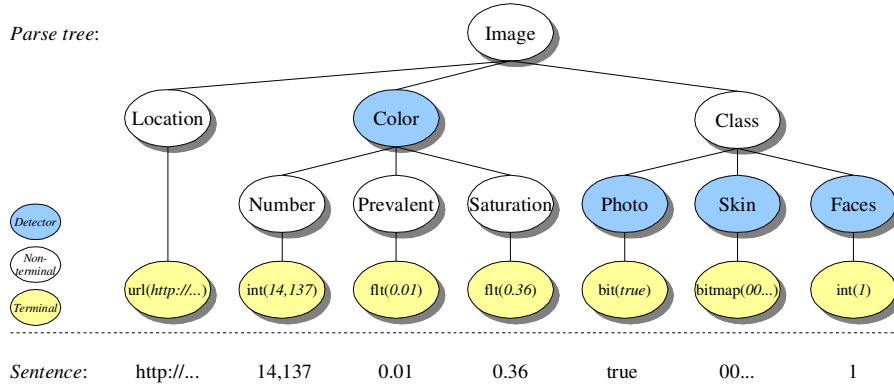 Parse tree:
Image
Location
Color
Class
Number
Prevalent
Saturation
Photo
Skin
Faces
Detector
Non-
terminal
Terminal
url(http://...)
int(14,137)
flt(0.01)
flt(0.36)
bit(true)
bitmap(00...)
int(1)
Sentence: http://... 14,137 0.01 0.36 true 00... 1